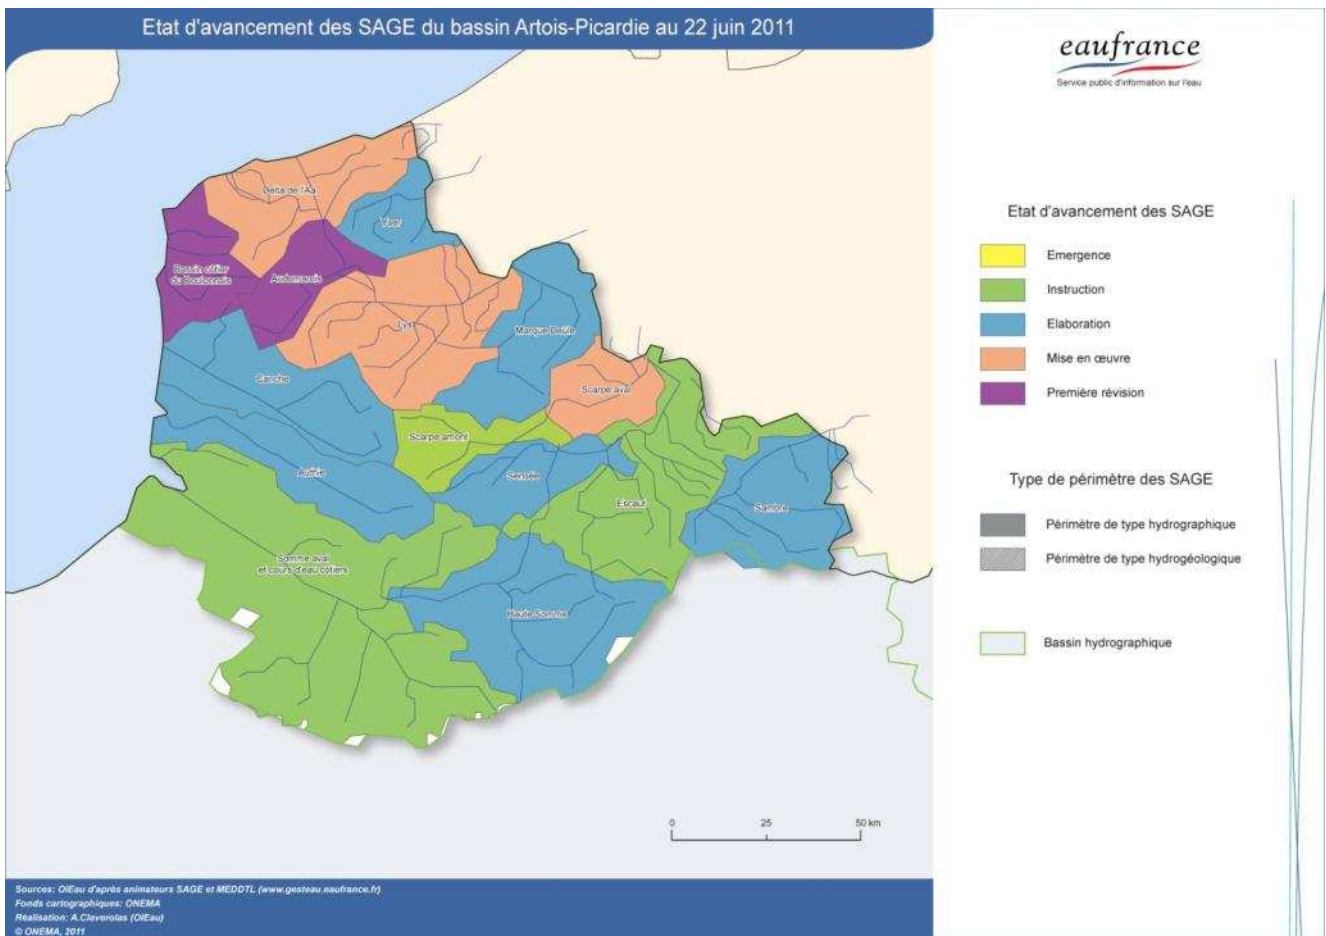 Etat d'avancement des SAGE du bassin Artois-Picardie au 22 juin 2011
eaufrance
Service public d'information sur l'eau
Delta de l'Aa
Yser
Bassin côtier
du Boulonnais
Audomarois
Lys
Marque Deûle
Canche
Scarpe aval
Scarpe amont
Authie
Sensée
Escaut
Sambre
Somme aval
et cours d'eau côtiers
Haute Somme
Etat d'avancement des SAGE
Emergence
Instruction
Elaboration
Mise en œuvre
Première révision
Type de périmètre des SAGE
Périmètre de type hydrographique
Périmètre de type hydrogéologique
Bassin hydrographique
0 25 50 km
Sources: OIEau d'après animateurs SAGE et MEDDTL (www.gesteau.eaufrance.fr)
Fonds cartographiques: ONEMA
Réalisation: A.Claverolas (OIEau)
© ONEMA, 2011